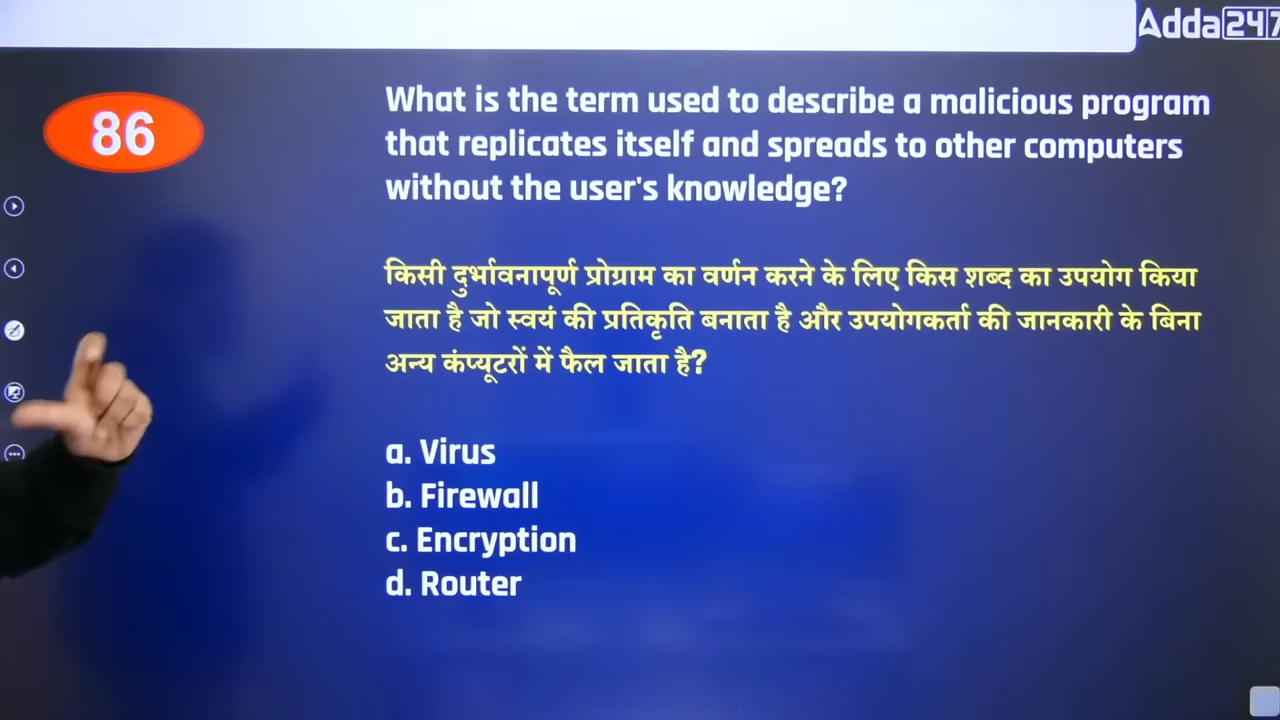 Adda247
86
What is the term used to describe a malicious program
that replicates itself and spreads to other computers
without the user's knowledge?
किसी दुर्भावनापूर्ण प्रोग्राम का वर्णन करने के लिए किस शब्द का उपयोग किया
जाता है जो स्वयं की प्रतिकृति बनाता है और उपयोगकर्ता की जानकारी के बिना
अन्य कंप्यूटरों में फैल जाता है?
a. Virus
b. Firewall
c. Encryption
d. Router